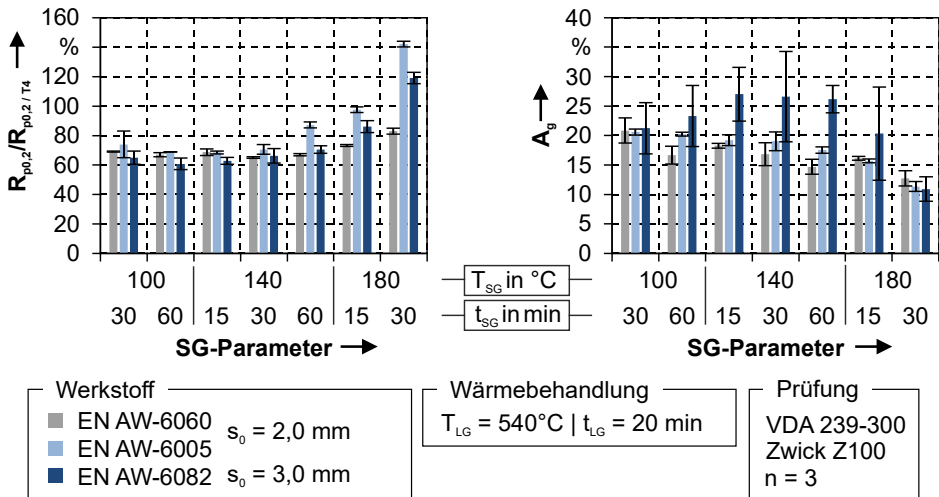 160
%
120
100
80
60
40
20
0
Rp0,2/Rp0,2 / T4
100 140 180
30 60 15 30 60 15 30
SG-Parameter
40
%
30
25
20
15
10
5
0
Ag
100 140 180
30 60 15 30 60 15 30
SG-Parameter
TSG in °C
tSG in min
Werkstoff
EN AW-6060
EN AW-6005
s0 = 2,0 mm
EN AW-6082 s0 = 3,0 mm
Wärmebehandlung
TLG = 540°C | tLG = 20 min
Prüfung
VDA 239-300
Zwick Z100
n = 3